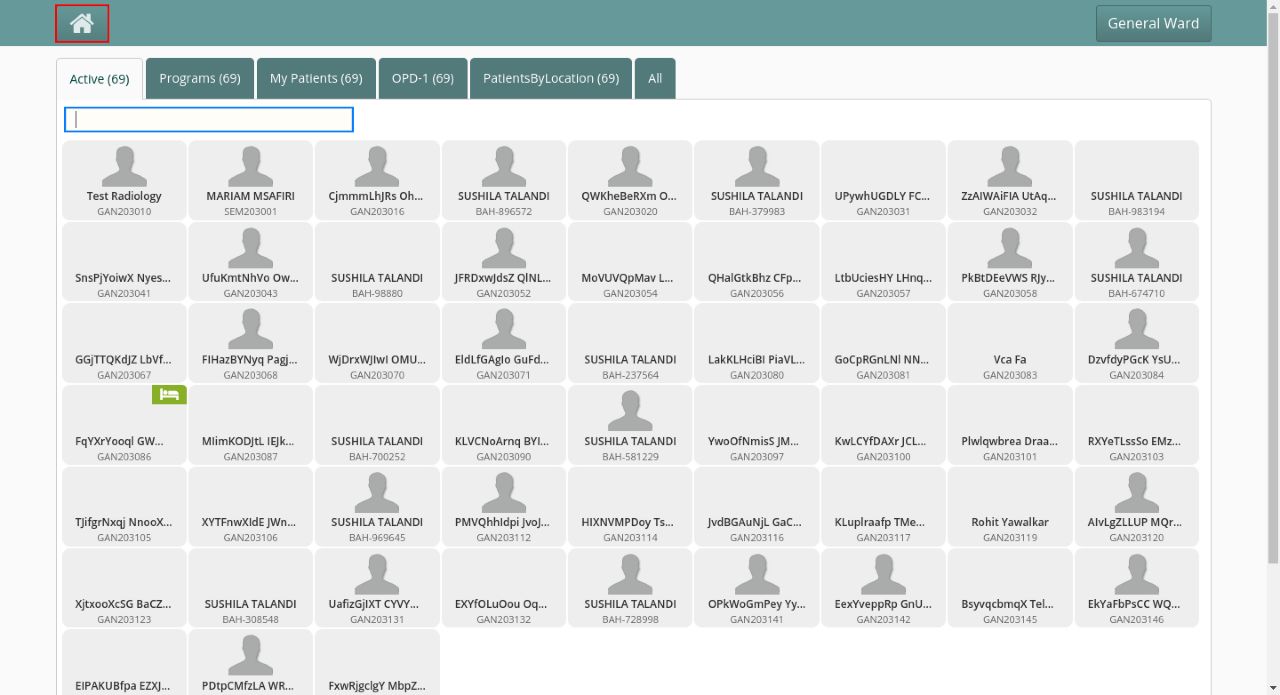 General Ward
Active (69)
Programs (69)
My Patients (69)
OPD-1 (69)
PatientsByLocation (69)
All
Test Radiology
GAN203010
MARIAM MSAFIRI
SEM203001
CjmmmLhJRs Oh...
GAN203016
SUSHILA TALANDI
BAH-896572
QWKheBeRXm O...
GAN203020
SUSHILA TALANDI
BAH-379983
UPywhUGDLY FC...
GAN203031
ZzAIWAiFIA UtAq...
GAN203032
SUSHILA TALANDI
BAH-983194
SnsPjYoiwX Nyes...
GAN203041
UfuKmtNhVo Ow...
GAN203043
SUSHILA TALANDI
BAH-98880
JFRDxwJdsZ QlNL...
GAN203052
MoVUVQpMav L...
GAN203054
QHalGtkBhz CFp...
GAN203056
LtbUciesHY LHnq...
GAN203057
PkBtDEeVWS RJy...
GAN203058
SUSHILA TALANDI
BAH-674710
GGjTTQKdJZ LbVf...
GAN203067
FIHazBYNyq Pagj...
GAN203068
WjDrxWJIwI OMU...
GAN203070
EldLfGAgIo GuFd...
GAN203071
SUSHILA TALANDI
BAH-237564
LakKLHciBI PiaVL...
GAN203080
GoCpRGnLNl NN...
GAN203081
Vca Fa
GAN203083
DzvfdyPGcK YsU...
GAN203084
FqYXrYooql GW...
GAN203086
MIimKODJtL IEJk...
GAN203087
SUSHILA TALANDI
BAH-700252
KLVCNoArnq BYI...
GAN203090
SUSHILA TALANDI
BAH-581229
YwoOfNmisS JM...
GAN203097
KwLCYfDAXr JCL...
GAN203100
Plwlqwbrea Draa...
GAN203101
RXYeTLssSo EMz...
GAN203103
TJifgrNxqj NnooX...
GAN203105
XYTFnwXIdE JWn...
GAN203106
SUSHILA TALANDI
BAH-969645
PMVQhhIdpi JvoJ...
GAN203112
HIXNVMPDoy Ts...
GAN203114
JvdBGAuNjL GaC...
GAN203116
KLuplraafp TMe...
GAN203117
Rohit Yawalkar
GAN203119
AIvLgZLLUP MQr...
GAN203120
XjtxooXcSG BaCZ...
GAN203123
SUSHILA TALANDI
BAH-308548
UafizGjIXT CYVY...
GAN203131
EXYfOLuOou Oq...
GAN203132
SUSHILA TALANDI
BAH-728998
OPkWoGmPey Yy...
GAN203141
EexYveppRp GnU...
GAN203142
BsyvqcbmqX Tel...
GAN203145
EkYaFbPsCC WQ...
GAN203146
EIPAKUBfpa EZXJ...
PDtpCMfzLA WR...
FxwRjgclgY MbpZ...